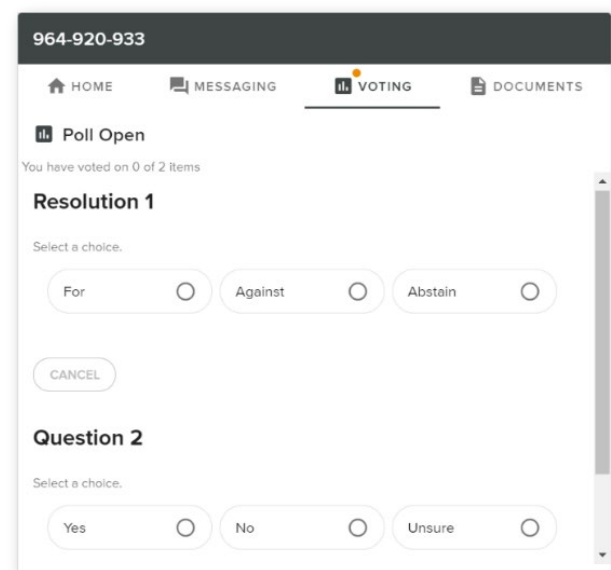 964-920-933
HOME MESSAGING VOTING DOCUMENTS
Poll Open
You have voted on 0 of 2 items
Resolution 1
Select a choice.
For Against Abstain
CANCEL
Question 2
Select a choice.
Yes No Unsure